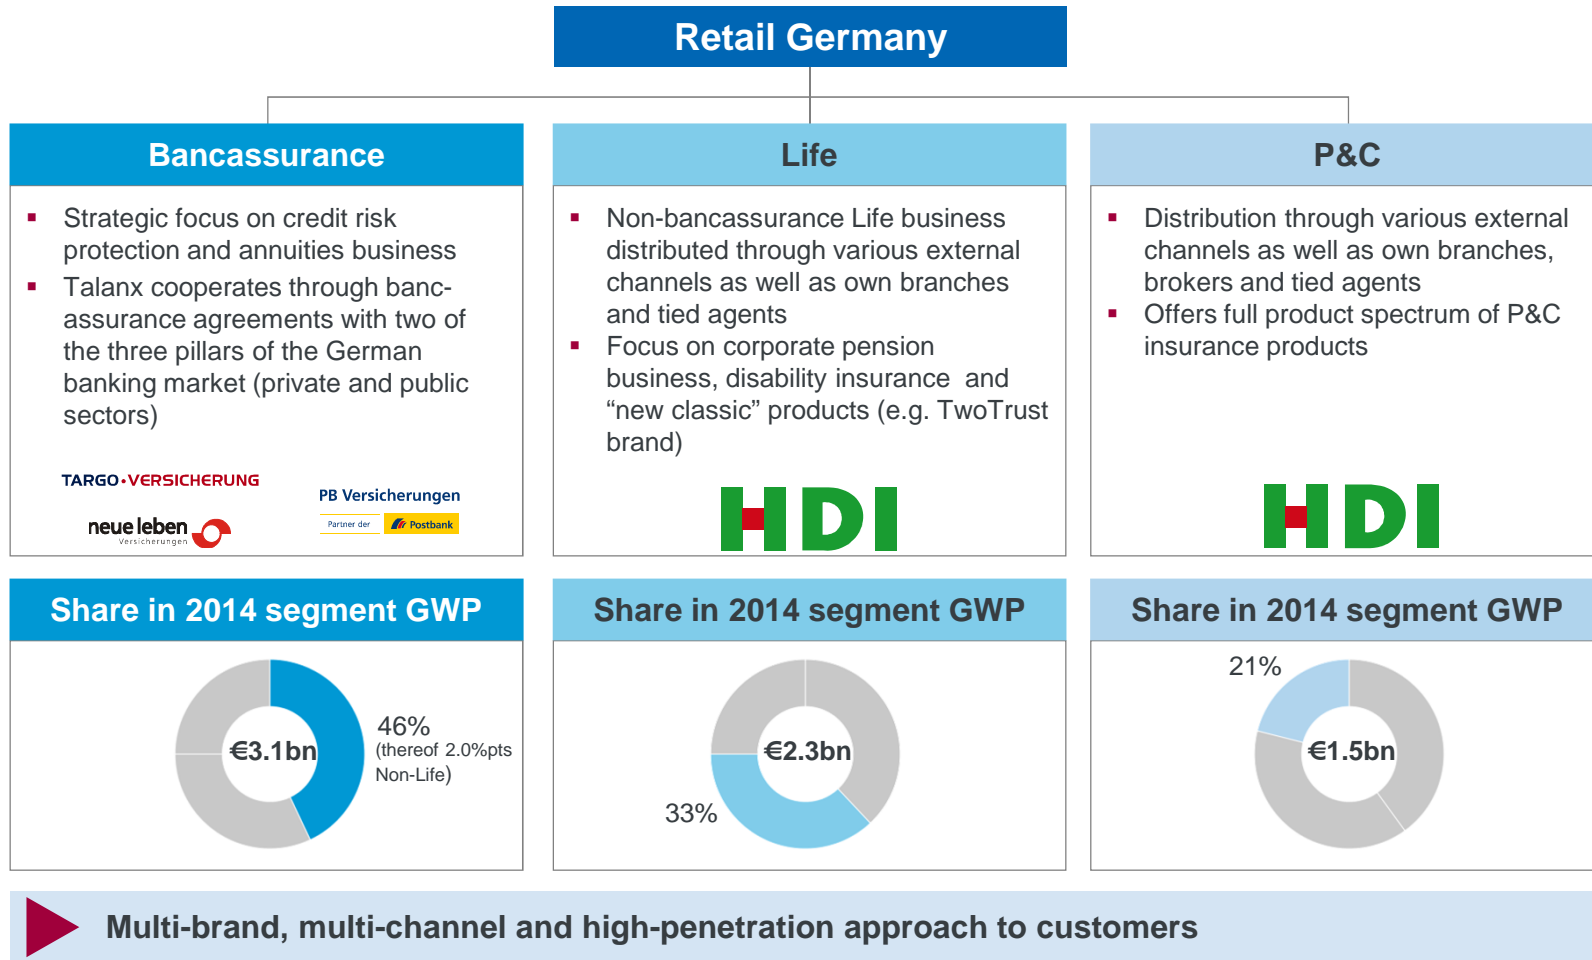 Retail Germany
Bancassurance
▪ Strategic focus on credit risk
protection and annuities business
▪ Talanx cooperates through banc-
assurance agreements with two of
the three pillars of the German
banking market (private and public
sectors)
TARGO•VERSICHERUNG
PB Versicherungen
Partner der Postbank
neue leben
Versicherungen
Life
▪ Non-bancassurance Life business
distributed through various external
channels as well as own branches
and tied agents
▪ Focus on corporate pension
business, disability insurance and
“new classic” products (e.g. TwoTrust
brand)
HDI
P&C
▪ Distribution through various external
channels as well as own branches,
brokers and tied agents
▪ Offers full product spectrum of P&C
insurance products
HDI
Share in 2014 segment GWP
€3.1bn
46%
(thereof 2.0%pts
Non-Life)
Share in 2014 segment GWP
€2.3bn
33%
Share in 2014 segment GWP
21%
€1.5bn
Multi-brand, multi-channel and high-penetration approach to customers